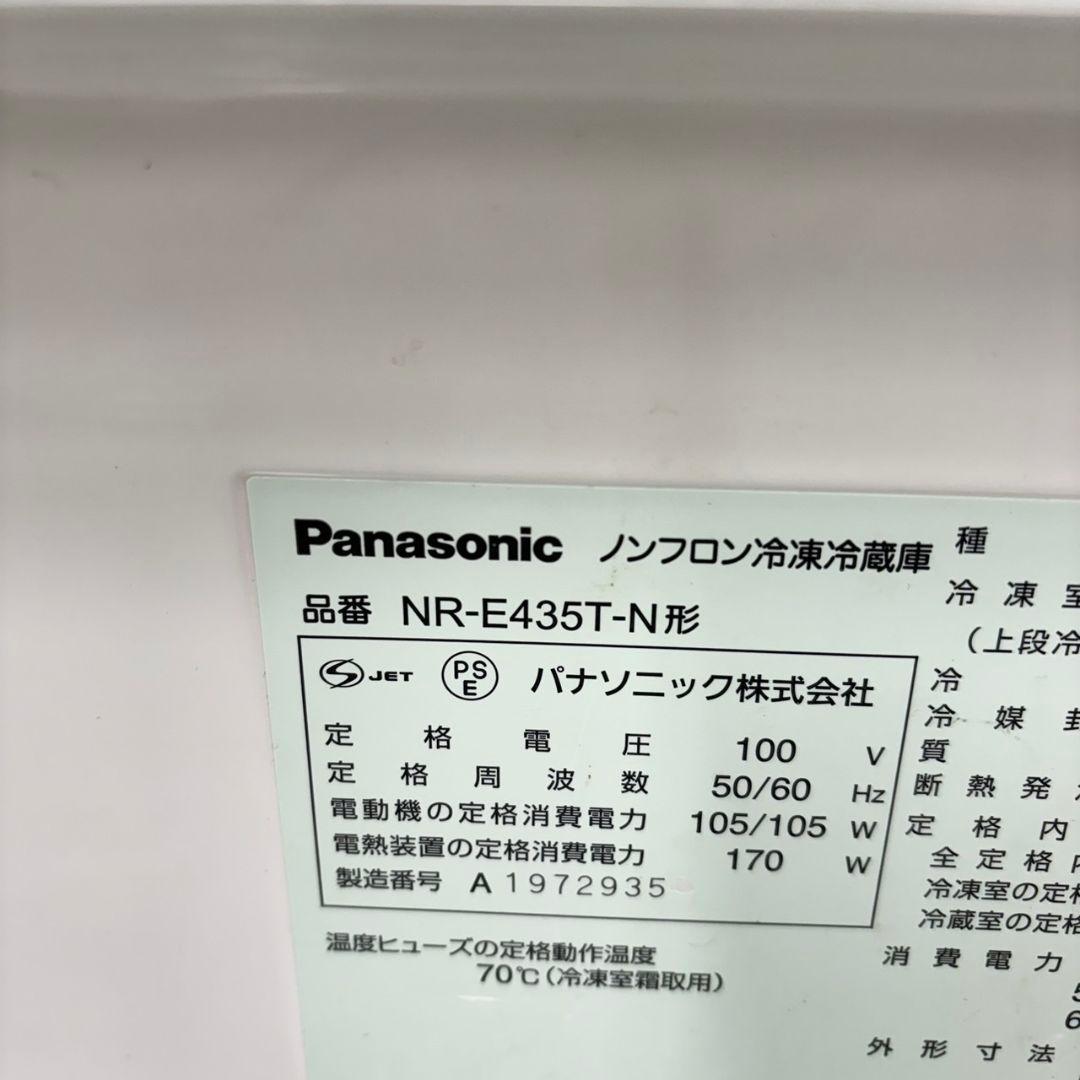 Panasonic ノンフロン冷凍冷蔵庫
品番 NR-E435T-N形
JET PSE パナソニック株式会社
定格電圧 100 V
定格周波数 50/60 Hz
電動機の定格消費電力 105/105 W
電熱装置の定格消費電力 170 W
製造番号 A 1972935
温度ヒューズの定格動作温度
70℃(冷凍室霜取用)
種
冷凍室
(上段冷
冷
冷媒封
質
断熱発
定格内
全定格内
冷凍室の定格
冷蔵室の定格
消費電力
5
6
外形寸法